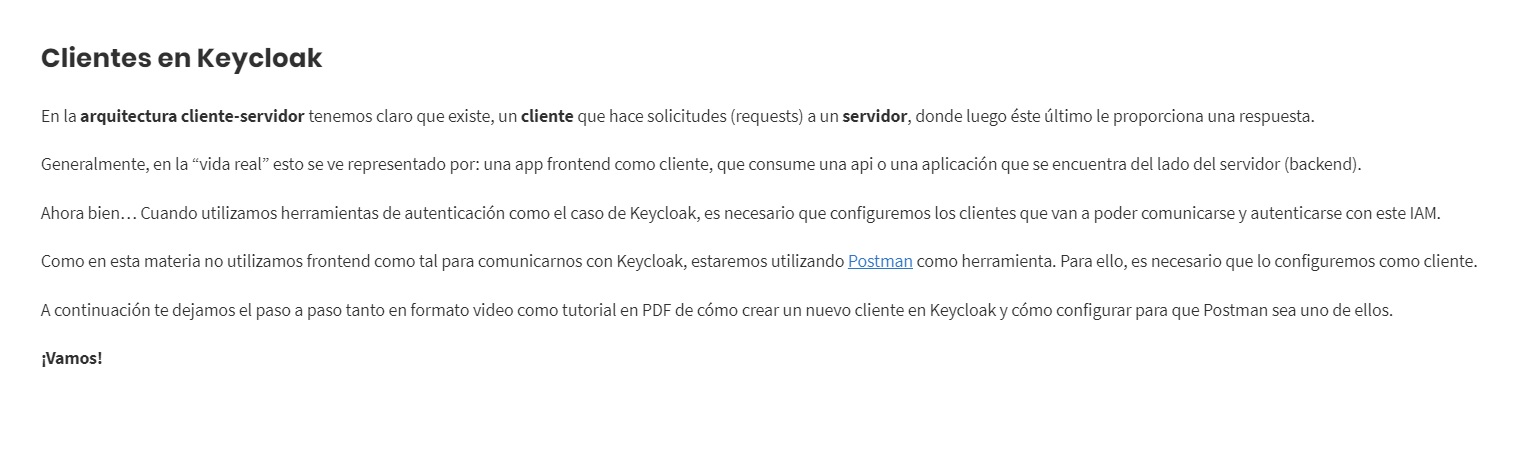 Clientes en Keycloak
En la arquitectura cliente-servidor tenemos claro que existe, un cliente que hace solicitudes (requests) a un servidor, donde luego éste último le proporciona una respuesta.
Generalmente, en la “vida real” esto se ve representado por: una app frontend como cliente, que consume una api o una aplicación que se encuentra del lado del servidor (backend).
Ahora bien… Cuando utilizamos herramientas de autenticación como el caso de Keycloak, es necesario que configuremos los clientes que van a poder comunicarse y autenticarse con este IAM.
Como en esta materia no utilizamos frontend como tal para comunicarnos con Keycloak, estaremos utilizando Postman como herramienta. Para ello, es necesario que lo configuremos como cliente.
A continuación te dejamos el paso a paso tanto en formato video como tutorial en PDF de cómo crear un nuevo cliente en Keycloak y cómo configurar para que Postman sea uno de ellos.
¡Vamos!